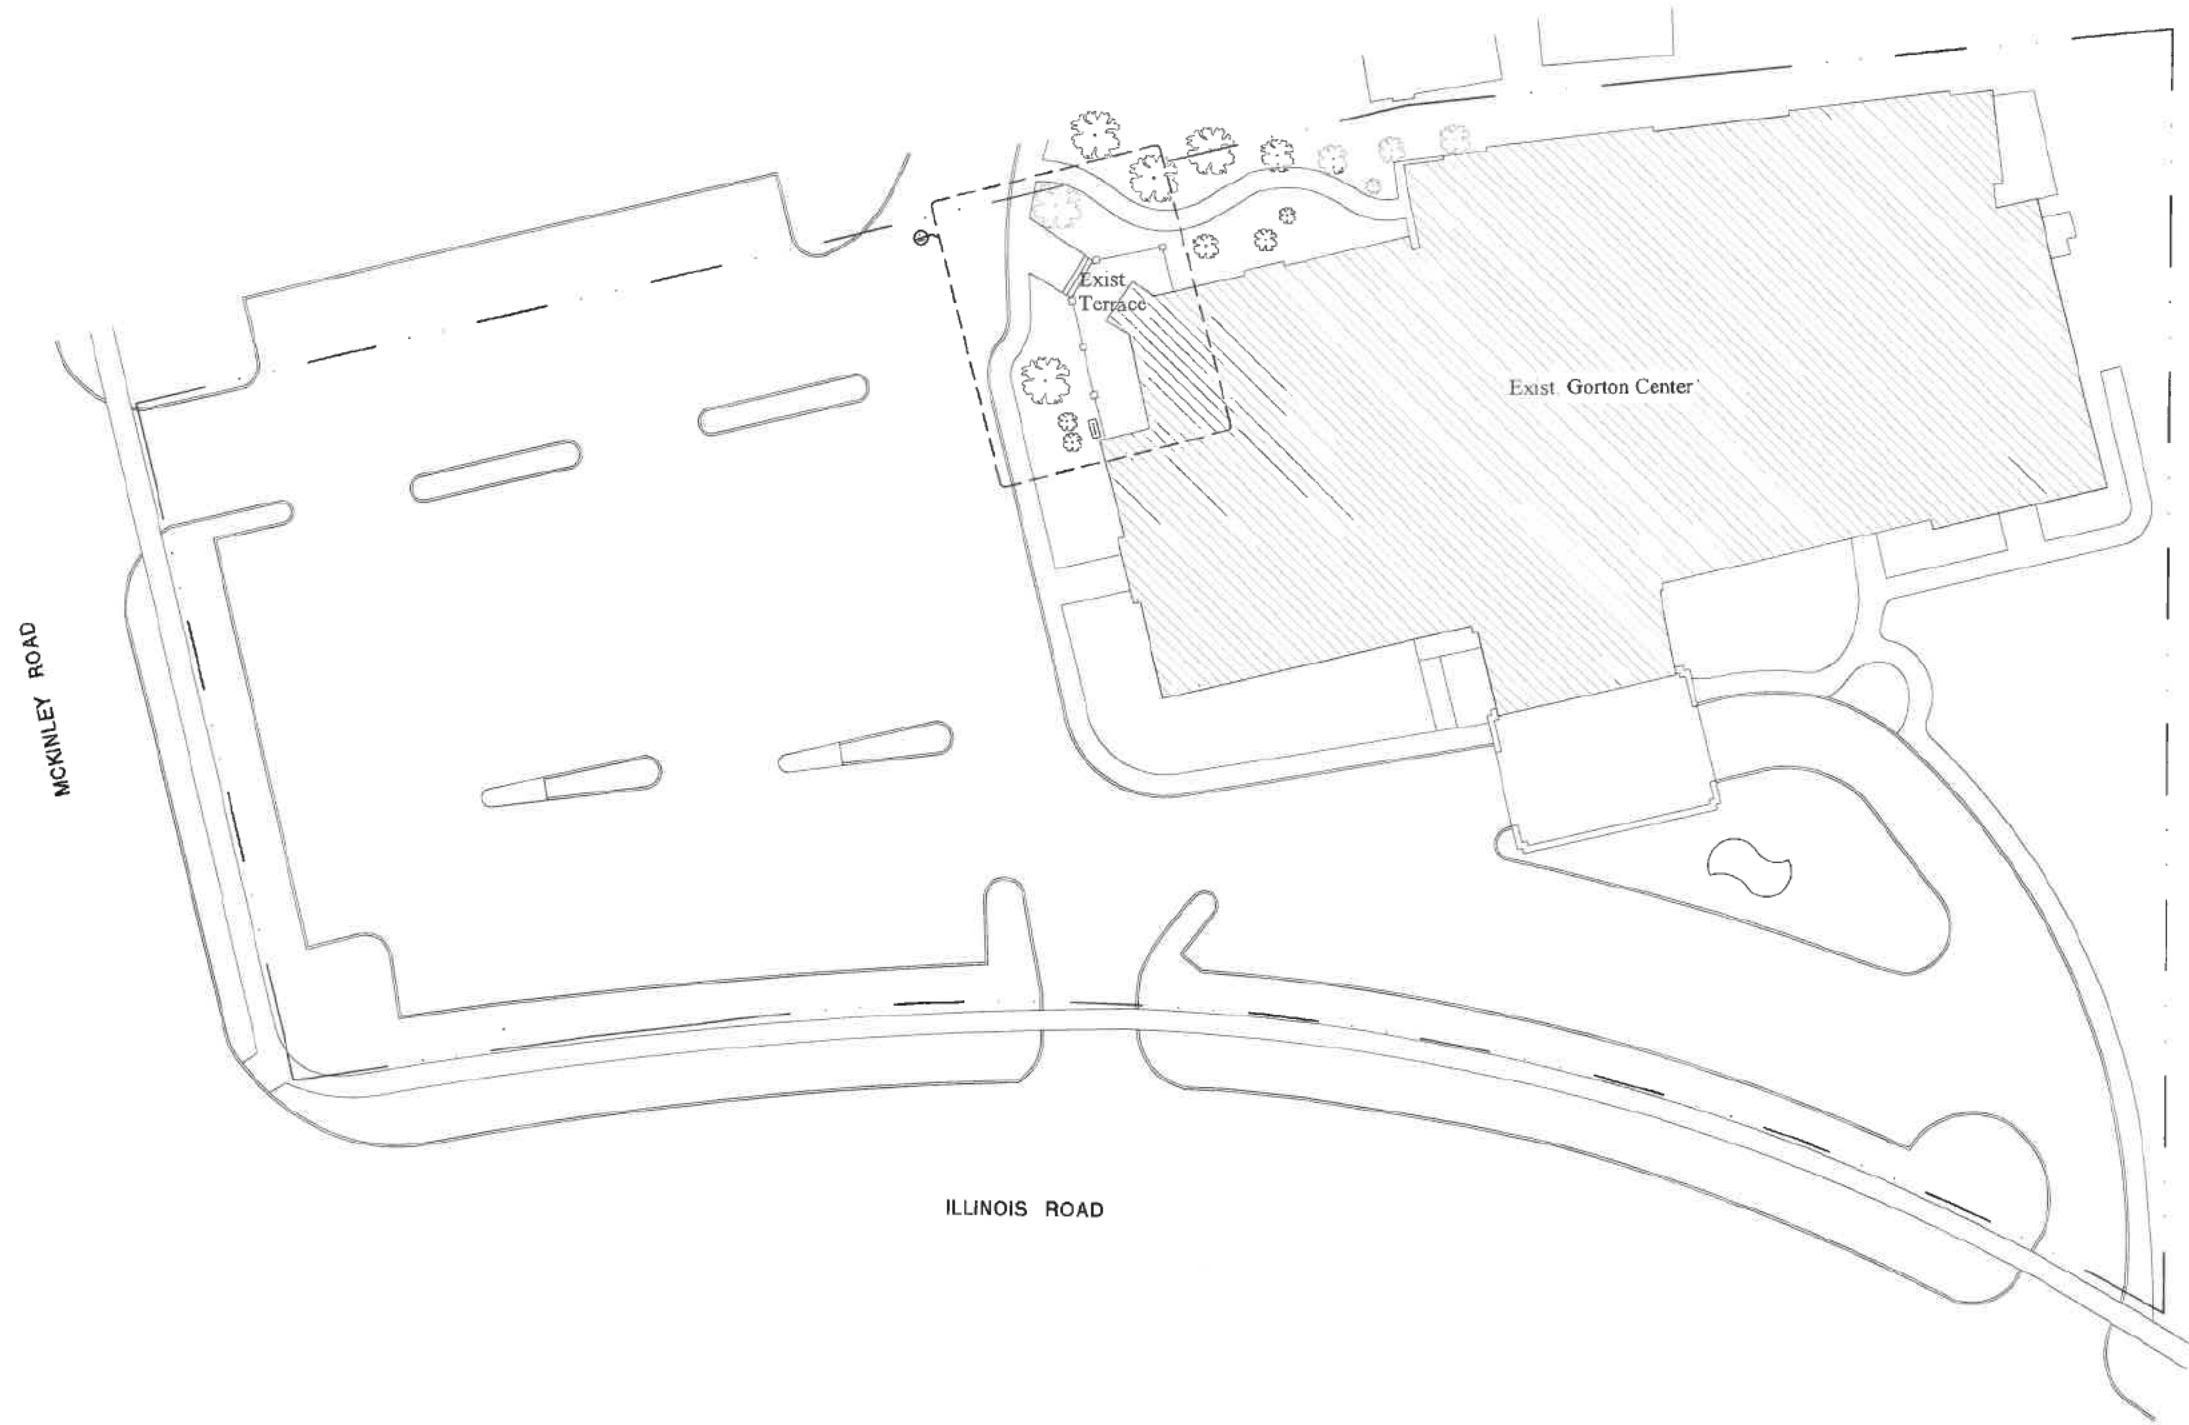 Exist
Terrace
Exist. Gorton Center
MCKINLEY ROAD
ILLINOIS ROAD